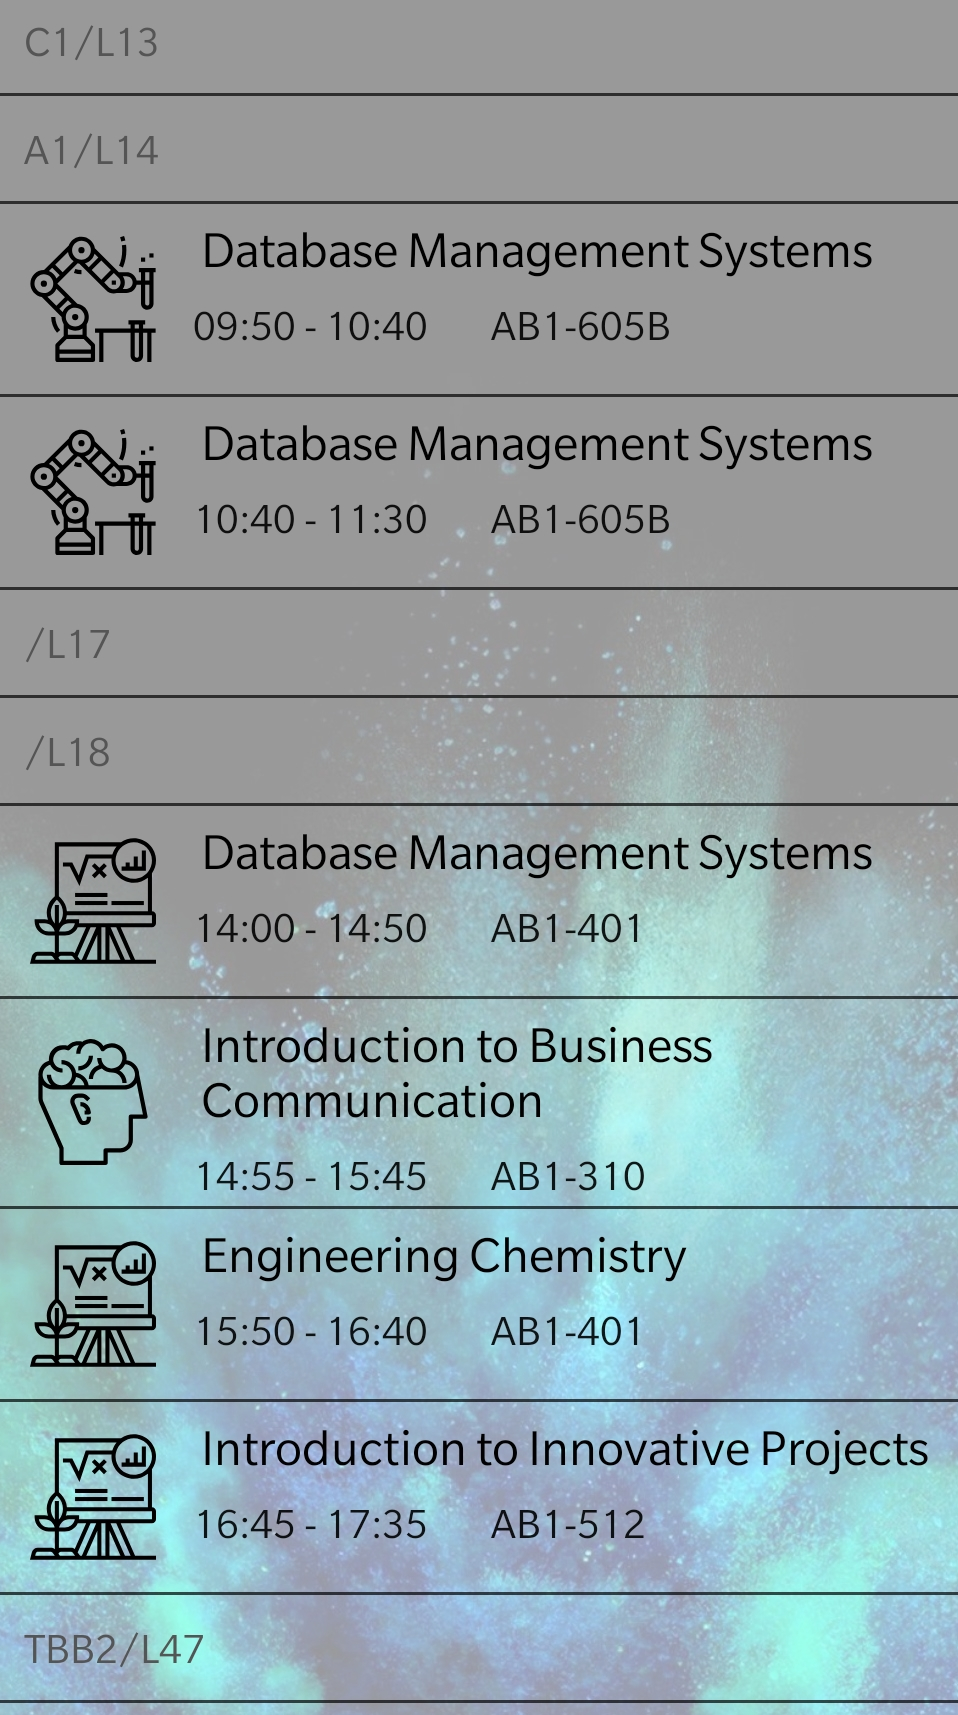 C1/L13
A1/L14
Database Management Systems
09:50 - 10:40 AB1-605B
Database Management Systems
10:40 - 11:30 AB1-605B
/L17
/L18
Database Management Systems
14:00 - 14:50 AB1-401
Introduction to Business
Communication
14:55 - 15:45 AB1-310
Engineering Chemistry
15:50 - 16:40 AB1-401
Introduction to Innovative Projects
16:45 - 17:35 AB1-512
TBB2/L47